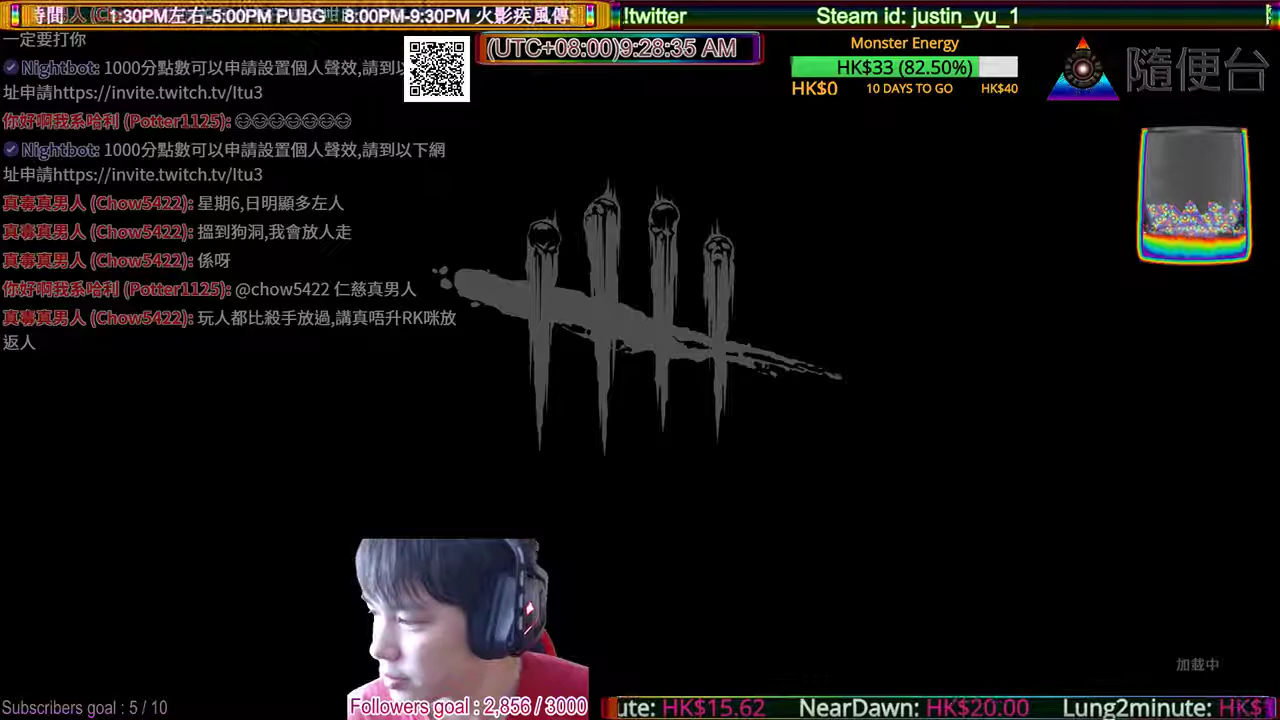 時間 1:30PM左右-5:00PM PUBG 8:00PM-9:30PM 火影疾風傳
!twitter
Steam id: justin_yu_1
一定要打你
(UTC+08:00)9:28:35 AM
Monster Energy
HK$33 (82.50%)
HK$0 10 DAYS TO GO HK$40
隨便台
Nightbot: 1000分點數可以申請設置個人聲效,請到以
址申請https://invite.twitch.tv/ltu3
你好啊我系哈利 (Potter1125): 😊😊😊😊😊😊😊
Nightbot: 1000分點數可以申請設置個人聲效,請到以下網
址申請https://invite.twitch.tv/ltu3
真毒真男人 (Chow5422): 星期6,日明顯多左人
真毒真男人 (Chow5422): 搵到狗洞,我會放人走
真毒真男人 (Chow5422): 係呀
你好啊我系哈利 (Potter1125): @chow5422 仁慈真男人
真毒真男人 (Chow5422): 玩人都比殺手放過,講真唔升RK咪放
返人
加載中
Subscribers goal : 5 / 10
Followers goal : 2,856 / 3000
ute: HK$15.62 NearDawn: HK$20.00 Lung2minute: HK$